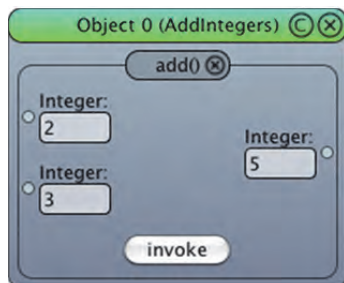 Object 0 (AddIntegers) C X
add() X
Integer:
2
Integer:
3
Integer:
5
invoke